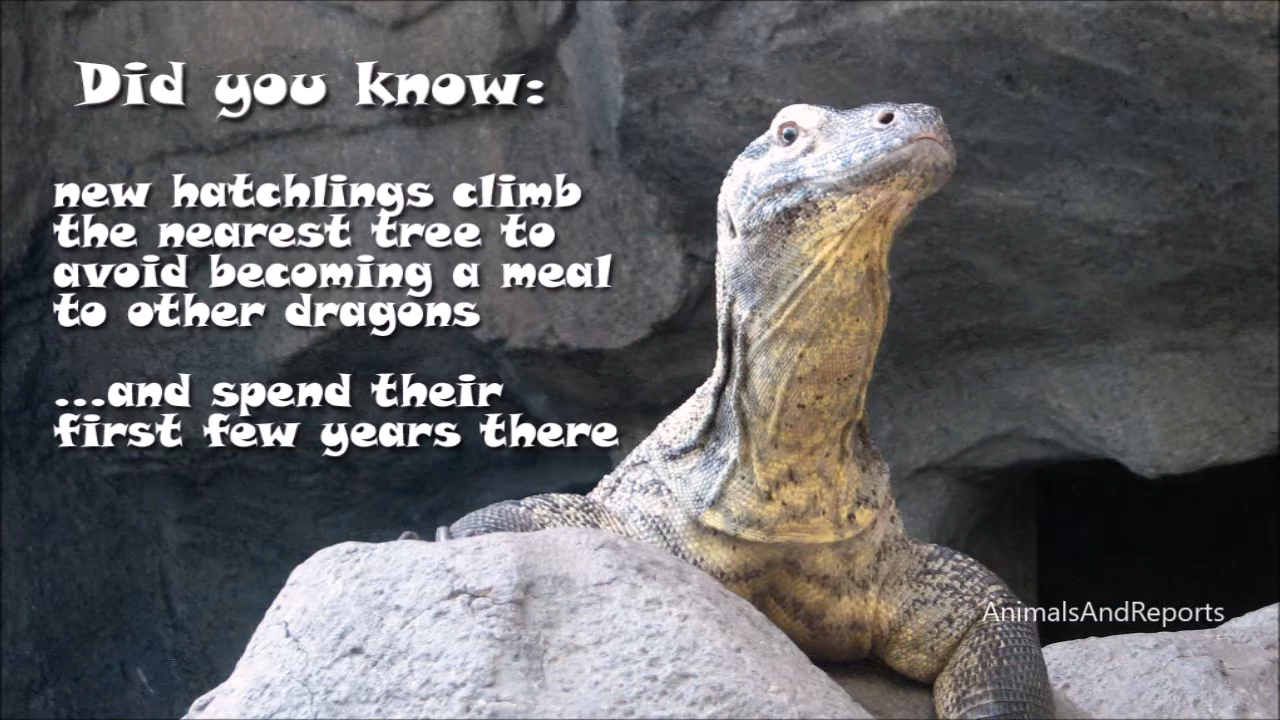 Did you know:
new hatchlings climb
the nearest tree to
avoid becoming a meal
to other dragons
...and spend their
first few years there
AnimalsAndReports